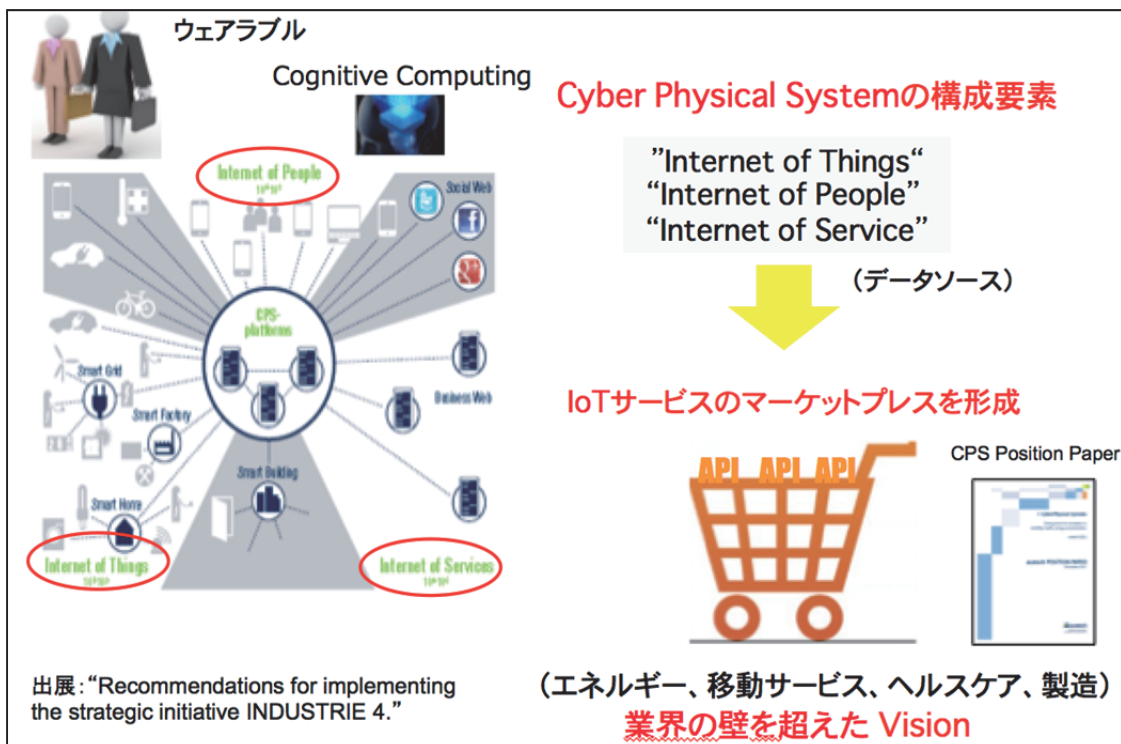 ウェアラブル
Cognitive Computing
Internet of People
Social Web
CPS-
platforms
Smart Grid
Business Web
Smart Factory
Smart Building
Smart Home
Internet of Things
Internet of Services
出展：“Recommendations for implementing
the strategic initiative INDUSTRIE 4.”
Cyber Physical Systemの構成要素
”Internet of Things“
“Internet of People”
“Internet of Service”
（データソース）
IoTサービスのマーケットプレスを形成
API API API
CPS Position Paper
（エネルギー、移動サービス、ヘルスケア、製造）
業界の壁を超えた Vision